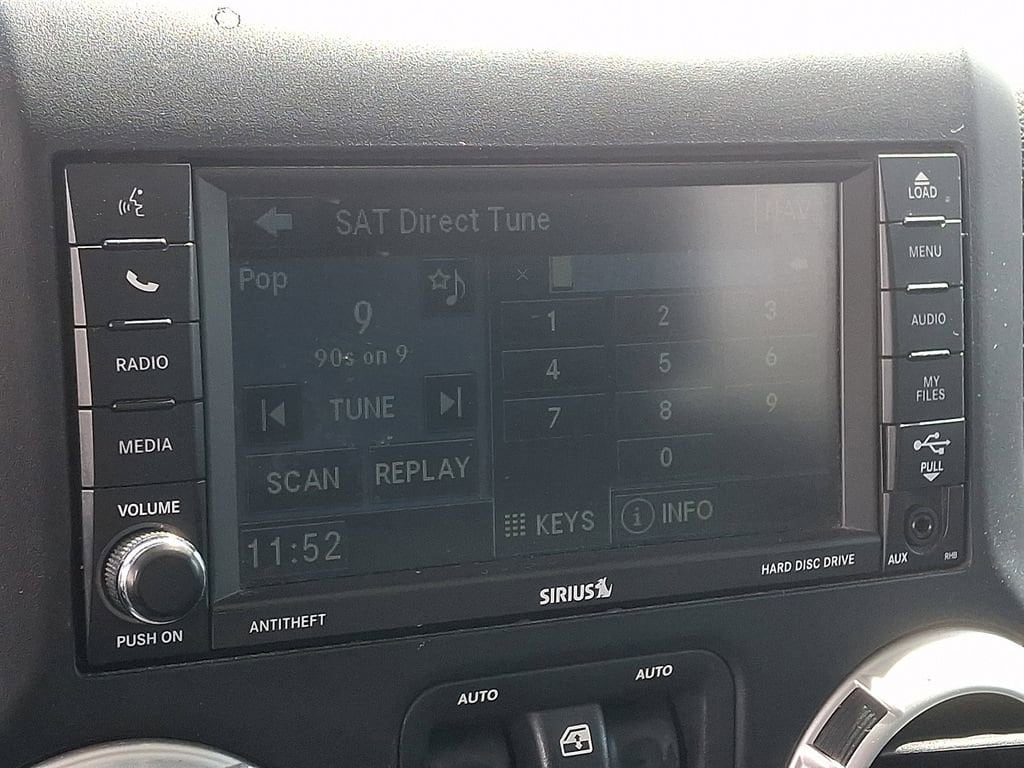 LOAD
SAT Direct Tune
NAV
MENU
Pop
9
90s on 9
1 2 3
4 5 6
7 8 9
0
RADIO
AUDIO
TUNE
MY
FILES
MEDIA
SCAN REPLAY
PULL
VOLUME
KEYS
INFO
11:52
AUX
RHB
HARD DISC DRIVE
SIRIUS
ANTITHEFT
PUSH ON
AUTO
AUTO